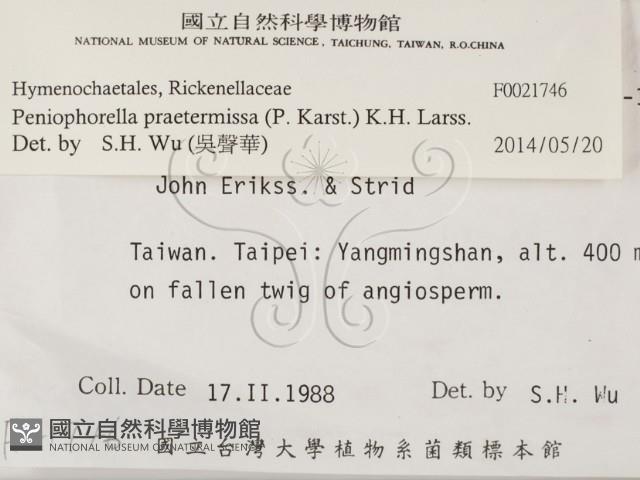 國立自然科學博物館
NATIONAL MUSEUM OF NATURAL SCIENCE, TAICHUNG, TAIWAN, R.O.CHINA
Hymenochaetales, Rickenellaceae F0021746
Peniophorella praetermissa (P. Karst.) K.H. Larss.
Det. by S.H. Wu (吳聲華) 2014/05/20
John Erikss. & Strid
Taiwan. Taipei: Yangmingshan, alt. 400 m
on fallen twig of angiosperm.
Coll. Date 17.II.1988 Det. by S.H. Wu
國立自然科學博物館
NATIONAL MUSEUM OF NATURAL SCIENCE
國立台灣大學植物系菌類標本館